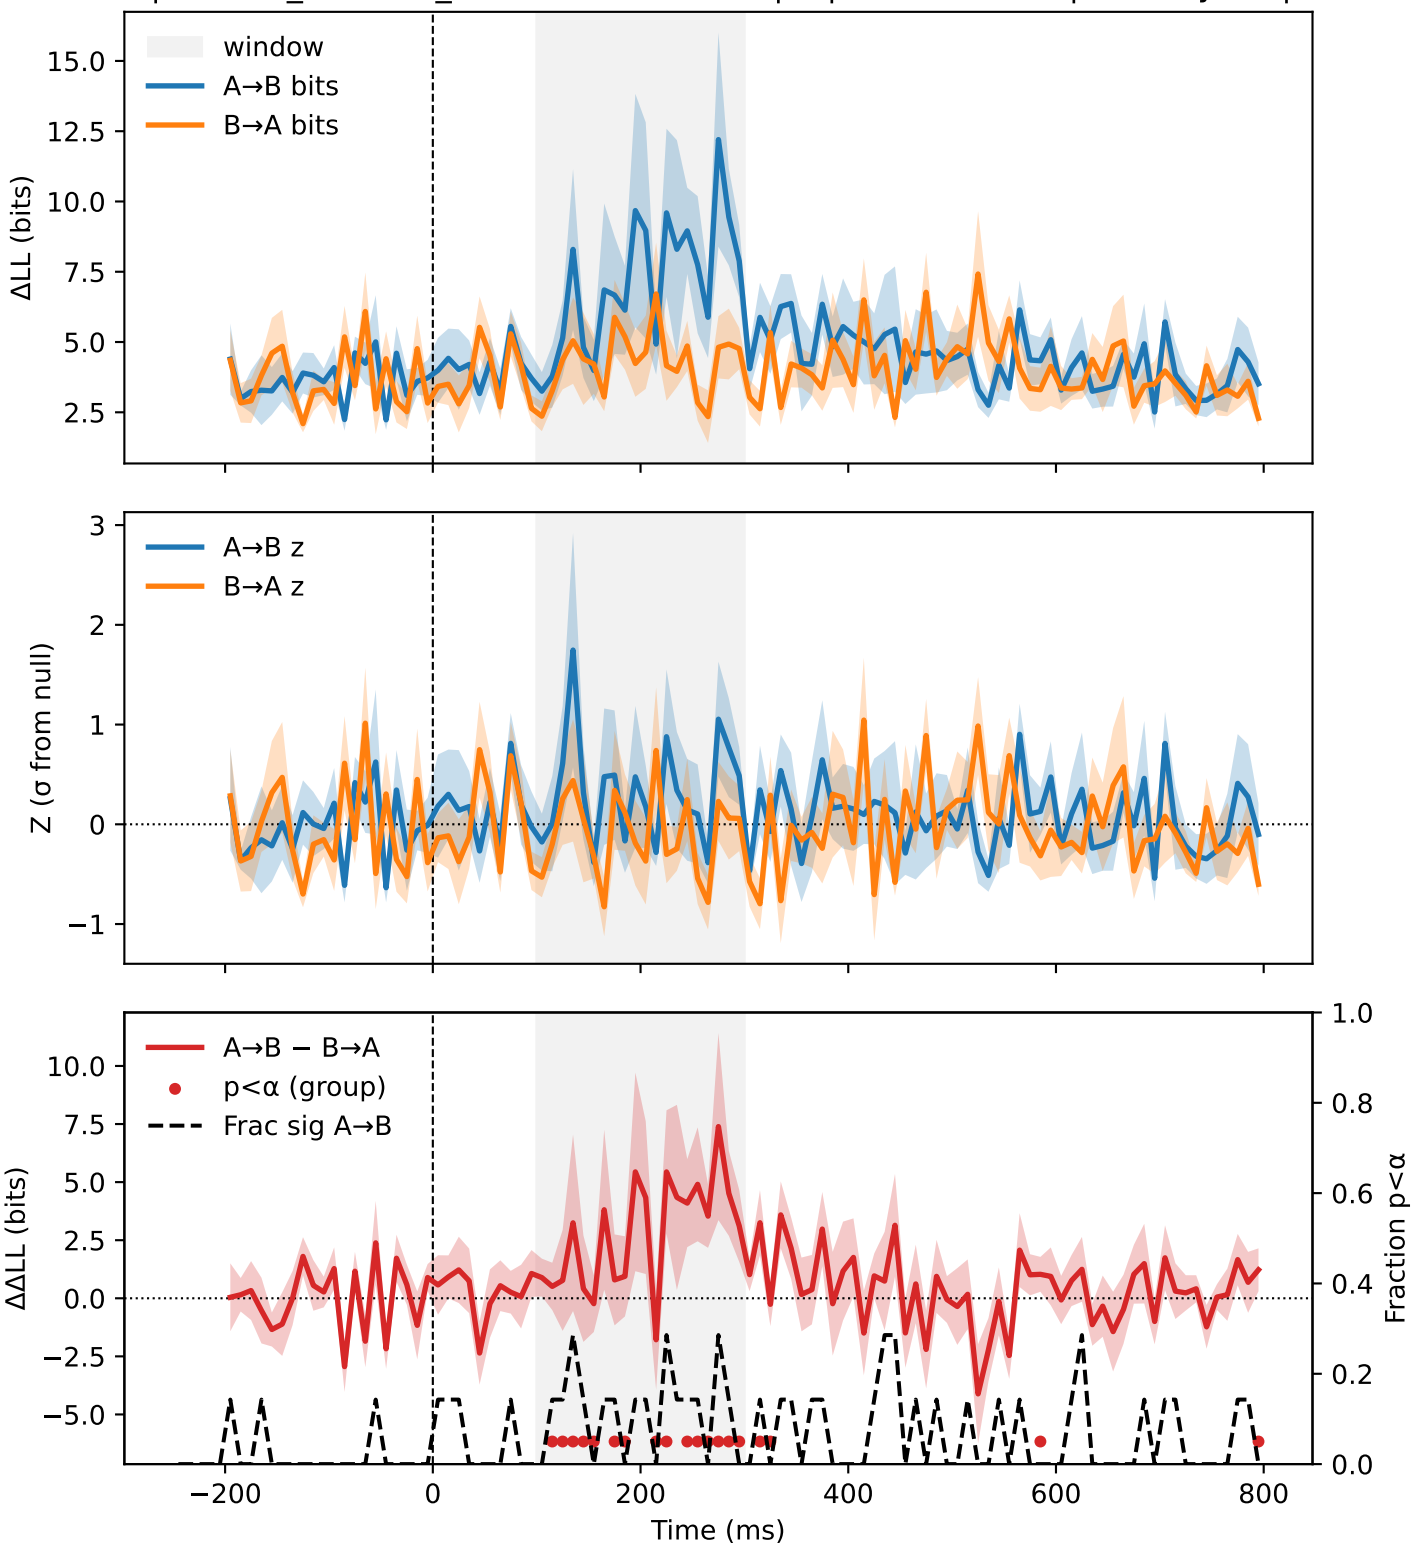 window
A→B bits
B→A bits
15.0
12.5
10.0
7.5
5.0
2.5
ΔLL (bits)
A→B z
B→A z
3
2
1
0
−1
Z (σ from null)
A→B − B→A
p<α (group)
Frac sig A→B
10.0
7.5
5.0
2.5
0.0
−2.5
−5.0
ΔΔLL (bits)
1.0
0.8
0.6
0.4
0.2
0.0
Fraction p<α
−200 0 200 400 600 800
Time (ms)